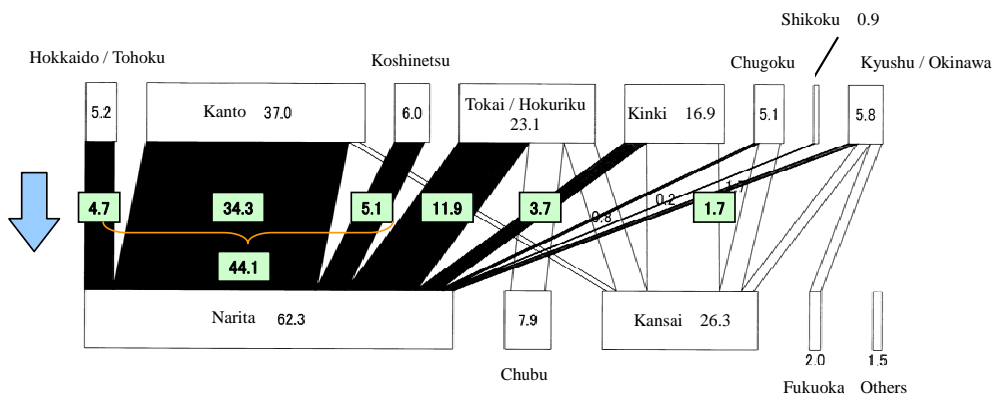 Shikoku 0.9
Hokkaido / Tohoku
Koshinetsu
Chugoku
Kyushu / Okinawa
5.2
Kanto 37.0
6.0
Tokai / Hokuriku
23.1
Kinki 16.9
5.1
5.8
4.7
34.3
5.1
11.9
3.7
0.8
0.2
1.7
44.1
Narita 62.3
7.9
Kansai 26.3
2.0
1.5
Chubu
Fukuoka Others